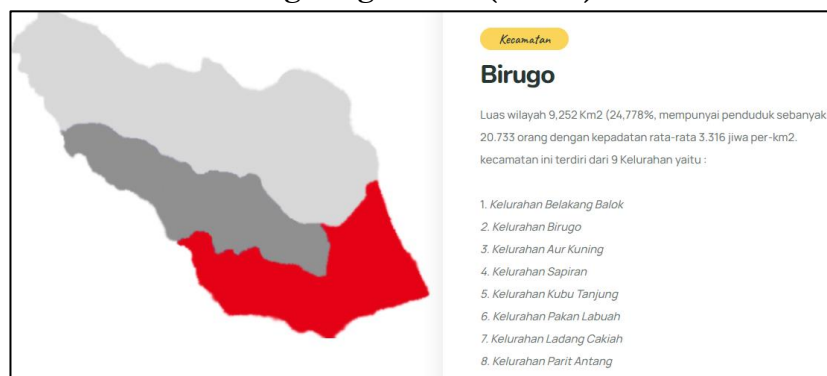 Kecamatan
Birugo
Luas wilayah 9,252 Km2 (24,778%, mempunyai penduduk sebanyak
20.733 orang dengan kepadatan rata-rata 3.316 jiwa per-km2.
kecamatan ini terdiri dari 9 Kelurahan yaitu :
1. Kelurahan Belakang Balok
2. Kelurahan Birugo
3. Kelurahan Aur Kuning
4. Kelurahan Sapiran
5. Kelurahan Kubu Tanjung
6. Kelurahan Pakan Labuah
7. Kelurahan Ladang Cakiah
8. Kelurahan Parit Antang